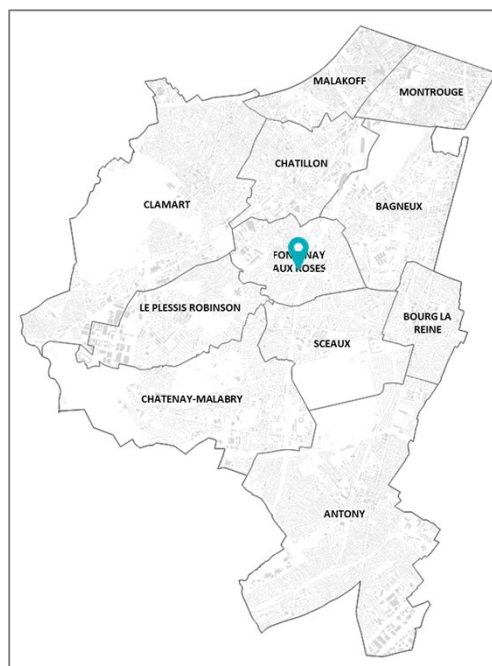 MALAKOFF
MONTROUGE
CHATILLON
CLAMART
BAGNEUX
FONTENAY
AUX ROSES
LE PLESSIS ROBINSON
BOURG LA
REINE
SCEAUX
CHATENAY-MALABRY
ANTONY